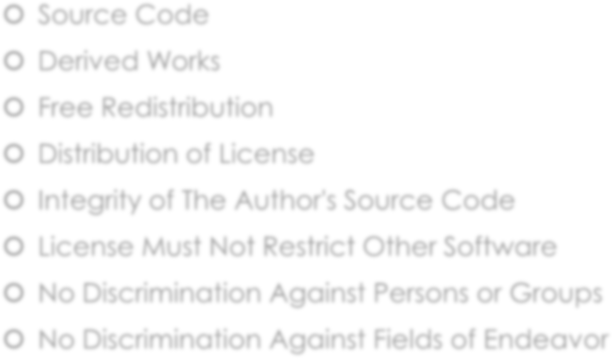 Source Code
Derived Works
Free Redistribution
Distribution of License
Integrity of The Author's Source Code
License Must Not Restrict Other Software
No Discrimination Against Persons or Groups
No Discrimination Against Fields of Endeavor